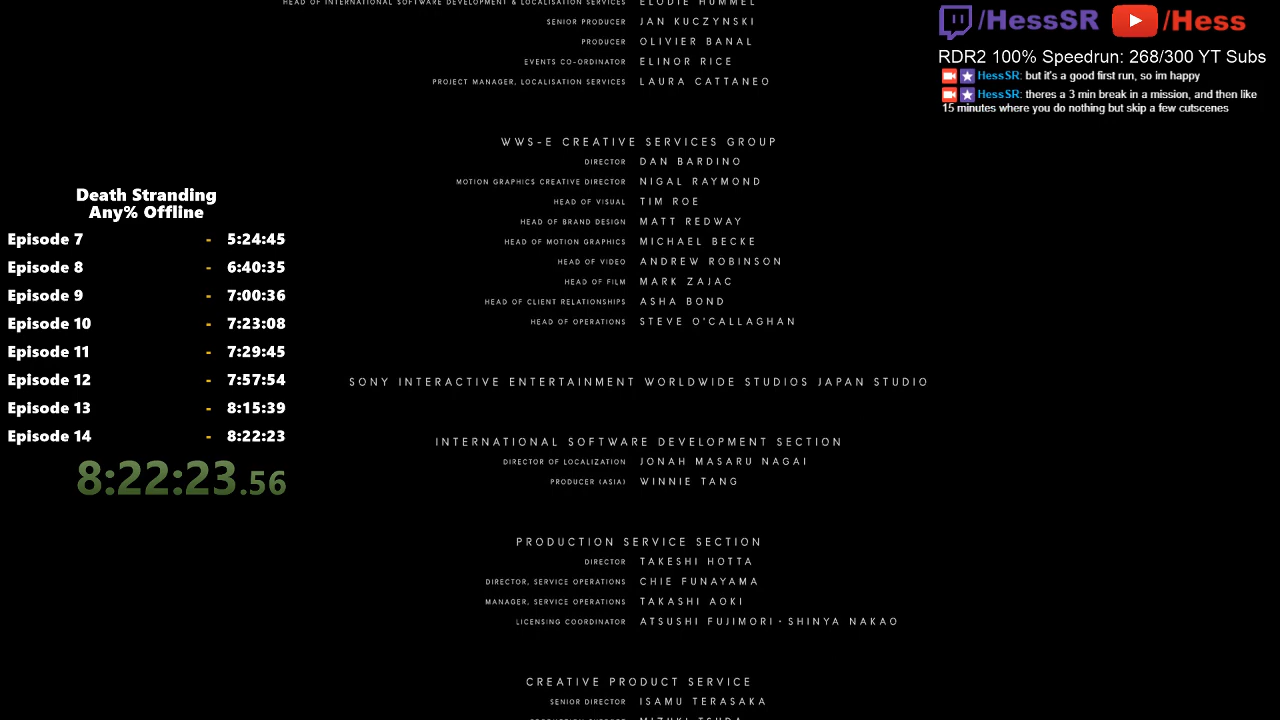 HEAD OF INTERNATIONAL SOFTWARE DEVELOPMENT & LOCALISATION SERVICES ELODIE HUMMEL
SENIOR PRODUCER JAN KUCZYNSKI
PRODUCER OLIVIER BANAL
EVENTS CO-ORDINATOR ELINOR RICE
PROJECT MANAGER, LOCALISATION SERVICES LAURA CATTANEO
WWS-E CREATIVE SERVICES GROUP
DIRECTOR DAN BARDINO
MOTION GRAPHICS CREATIVE DIRECTOR NIGAL RAYMOND
HEAD OF VISUAL TIM ROE
HEAD OF BRAND DESIGN MATT REDWAY
HEAD OF MOTION GRAPHICS MICHAEL BECKE
HEAD OF VIDEO ANDREW ROBINSON
HEAD OF FILM MARK ZAJAC
HEAD OF CLIENT RELATIONSHIPS ASHA BOND
HEAD OF OPERATIONS STEVE O'CALLAGHAN
SONY INTERACTIVE ENTERTAINMENT WORLDWIDE STUDIOS JAPAN STUDIO
INTERNATIONAL SOFTWARE DEVELOPMENT SECTION
DIRECTOR OF LOCALIZATION JONAH MASARU NAGAI
PRODUCER (ASIA) WINNIE TANG
PRODUCTION SERVICE SECTION
DIRECTOR TAKESHI HOTTA
DIRECTOR, SERVICE OPERATIONS CHIE FUNAYAMA
MANAGER, SERVICE OPERATIONS TAKASHI AOKI
LICENSING COORDINATOR ATSUSHI FUJIMORI・SHINYA NAKAO
CREATIVE PRODUCT SERVICE
SENIOR DIRECTOR ISAMU TERASAKA
MIZUKI TSUDA
Death Stranding
Any% Offline
Episode 7 - 5:24:45
Episode 8 - 6:40:35
Episode 9 - 7:00:36
Episode 10 - 7:23:08
Episode 11 - 7:29:45
Episode 12 - 7:57:54
Episode 13 - 8:15:39
Episode 14 - 8:22:23
8:22:23.56
/HessSR /Hess
RDR2 100% Speedrun: 268/300 YT Subs
HessSR: but it's a good first run, so im happy
HessSR: theres a 3 min break in a mission, and then like
15 minutes where you do nothing but skip a few cutscenes